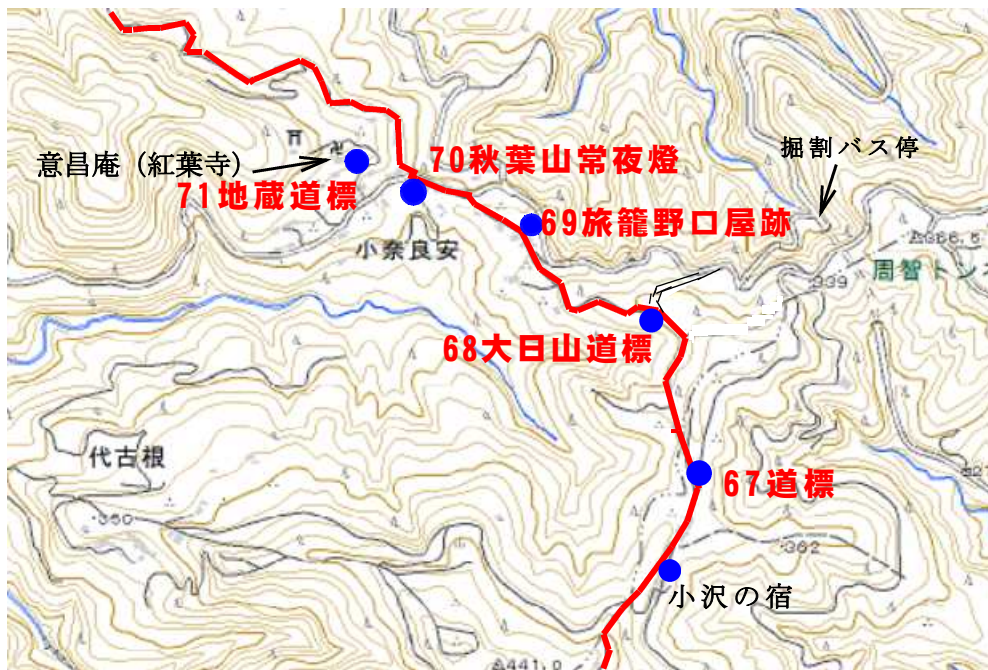 意昌庵（紅葉寺）
70秋葉山常夜燈
掘割バス停
71地蔵道標
69旅籠野口屋跡
小奈良安
周智トンネ
339
68大日山道標
代古根
67道標
360
362
小沢の宿
441.0